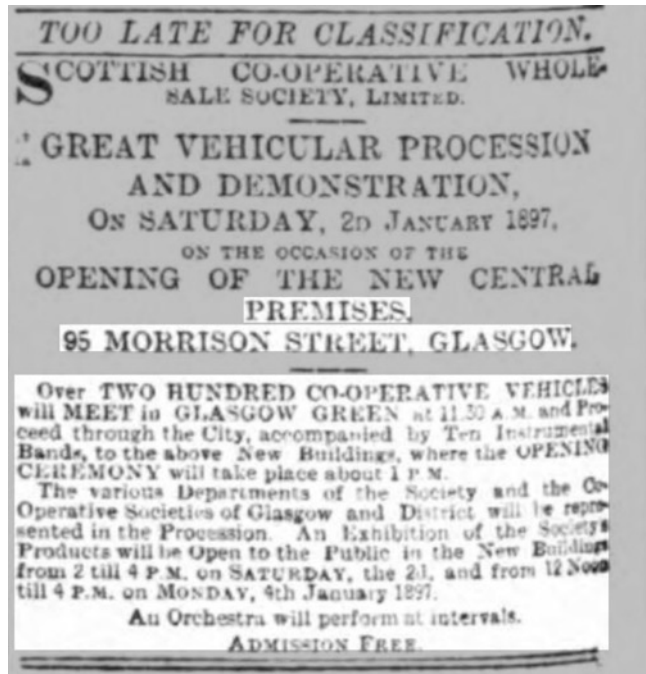 TOO LATE FOR CLASSIFICATION.
SCOTTISH CO-OPERATIVE WHOLE-
SALE SOCIETY, LIMITED.
GREAT VEHICULAR PROCESSION
AND DEMONSTRATION,
ON SATURDAY, 2D JANUARY 1897,
ON THE OCCASION OF THE
OPENING OF THE NEW CENTRAL
PREMISES,
95 MORRISON STREET, GLASGOW.
Over TWO HUNDRED CO-OPERATIVE VEHICLES
will MEET in GLASGOW GREEN at 11.30 A.M. and Pro-
ceed through the City, accompanied by Ten Instrumental
Bands, to the above New Buildings, where the OPENING
CEREMONY will take place about 1 P.M.
The various Departments of the Society and the Co-
Operative Societies of Glasgow and District will be repre-
sented in the Procession. An Exhibition of the Society's
Products will be Open to the Public in the New Buildings
from 2 till 4 P.M. on SATURDAY, the 2d, and from 12 Noon
till 4 P.M. on MONDAY, 4th January 1897.
An Orchestra will perform at intervals.
ADMISSION FREE.